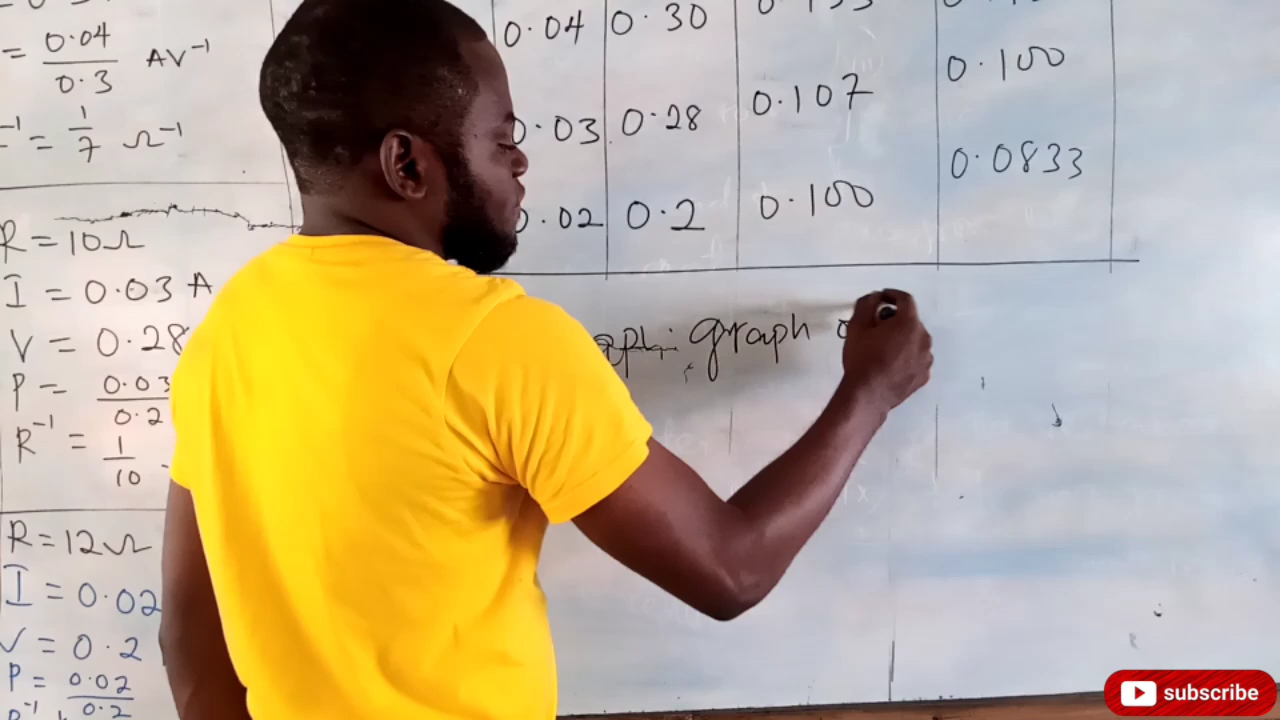 = 0.04 / 0.3 AV⁻¹
⁻¹ = 1/7 Ω⁻¹
R = 10Ω
I = 0.03 A
V = 0.28
P = 0.03 / 0.2
R⁻¹ = 1/10
R = 12Ω
I = 0.02
V = 0.2
P = 0.02 / 0.2
0.04 0.30
0.03 0.28 0.107 0.100
0.02 0.2 0.100 0.0833
graph
subscribe